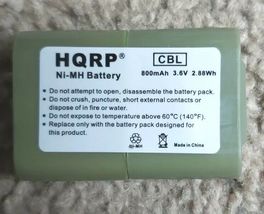 HQRP®
CBL
Ni-MH Battery
800mAh 3.6V 2.88Wh
• Do not attempt to open, disassemble the battery pack.
• Do not crush, puncture, short external contacts or
dispose of in fire or water.
• Do not expose to temperature above 60°C (140°F)
• Replace only with the battery pack designated for this
product.
Made in China